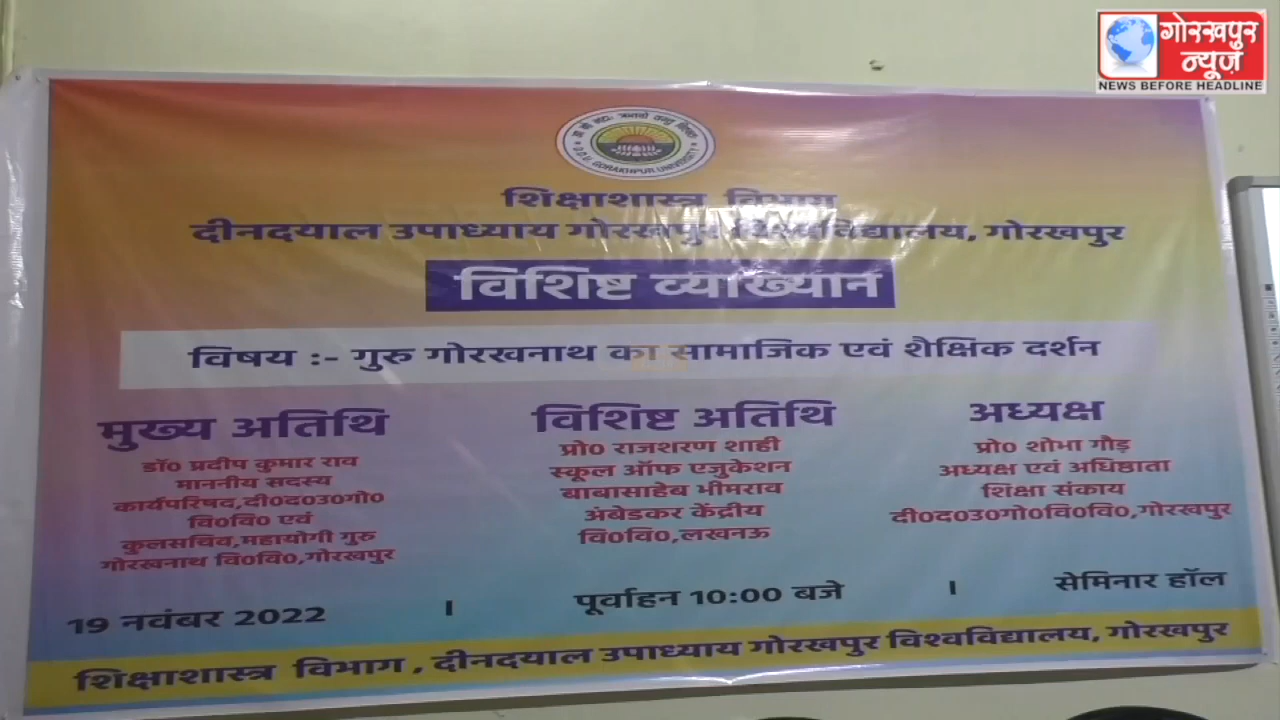 गोरखपुर
न्यूज़
NEWS BEFORE HEADLINE
D.D.U. GORAKHPUR UNIVERSITY
शिक्षाशास्त्र विभाग
दीनदयाल उपाध्याय गोरखपुर विश्वविद्यालय, गोरखपुर
विशिष्ट व्याख्यान
विषय :- गुरु गोरखनाथ का सामाजिक एवं शैक्षिक दर्शन
मुख्य अतिथि
डॉ0 प्रदीप कुमार राव
माननीय सदस्य
कार्यपरिषद,दी0द0उ0गो0
वि0वि0 एवं
कुलसचिव,महायोगी गुरु
गोरखनाथ वि0वि0,गोरखपुर
विशिष्ट अतिथि
प्रो0 राजशरण शाही
स्कूल ऑफ एजुकेशन
बाबासाहेब भीमराव
अंबेडकर केंद्रीय
वि0वि0,लखनऊ
अध्यक्ष
प्रो0 शोभा गौड़
अध्यक्ष एवं अधिष्ठाता
शिक्षा संकाय
दी0द0उ0गो0वि0वि0,गोरखपुर
19 नवंबर 2022 । पूर्वाहन 10:00 बजे । सेमिनार हॉल
शिक्षाशास्त्र विभाग , दीनदयाल उपाध्याय गोरखपुर विश्वविद्यालय, गोरखपुर